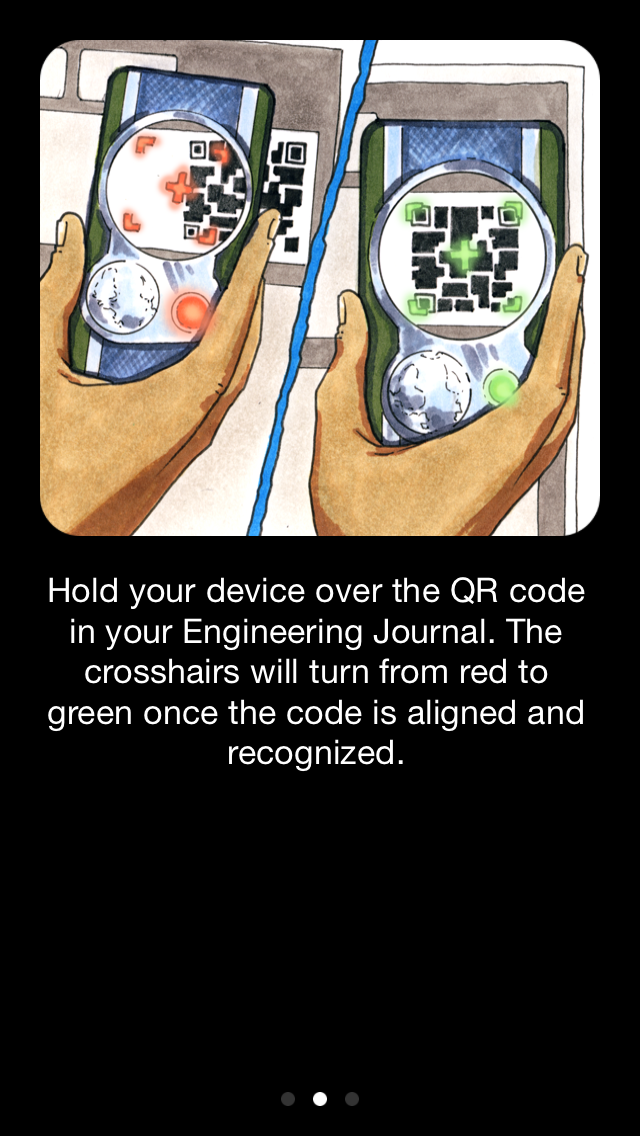 Hold your device over the QR code
in your Engineering Journal. The
crosshairs will turn from red to
green once the code is aligned and
recognized.